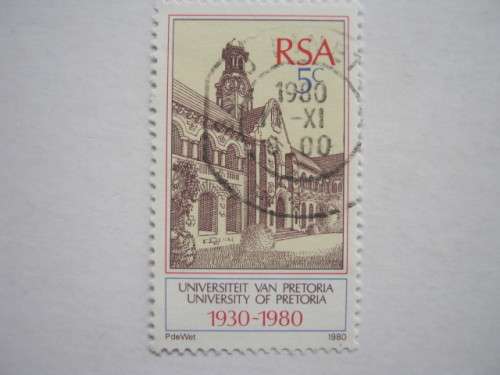 RSA
5c
1980
-XI
00
UNIVERSITEIT VAN PRETORIA
UNIVERSITY OF PRETORIA
1930-1980
PdeWet 1980